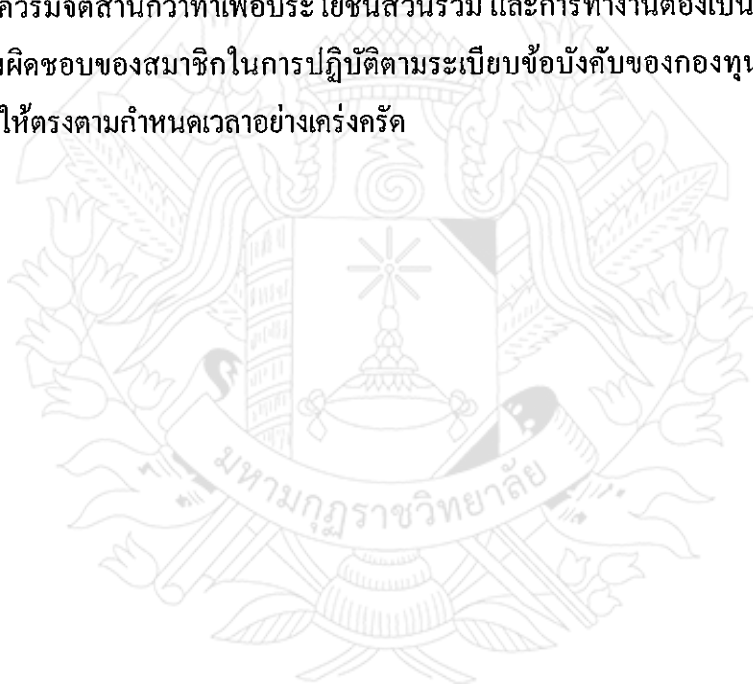 ควรมีจิตสำนึกว่าทำเพื่อประโยชน์ส่วนรวม และการทำงานต้องเป็น
ผิดชอบของสมาชิกในการปฏิบัติตามระเบียบข้อบังคับของกองทุน
ให้ตรงตามกำหนดเวลาอย่างเคร่งครัด
มหามกุฏราชวิทยาลัย